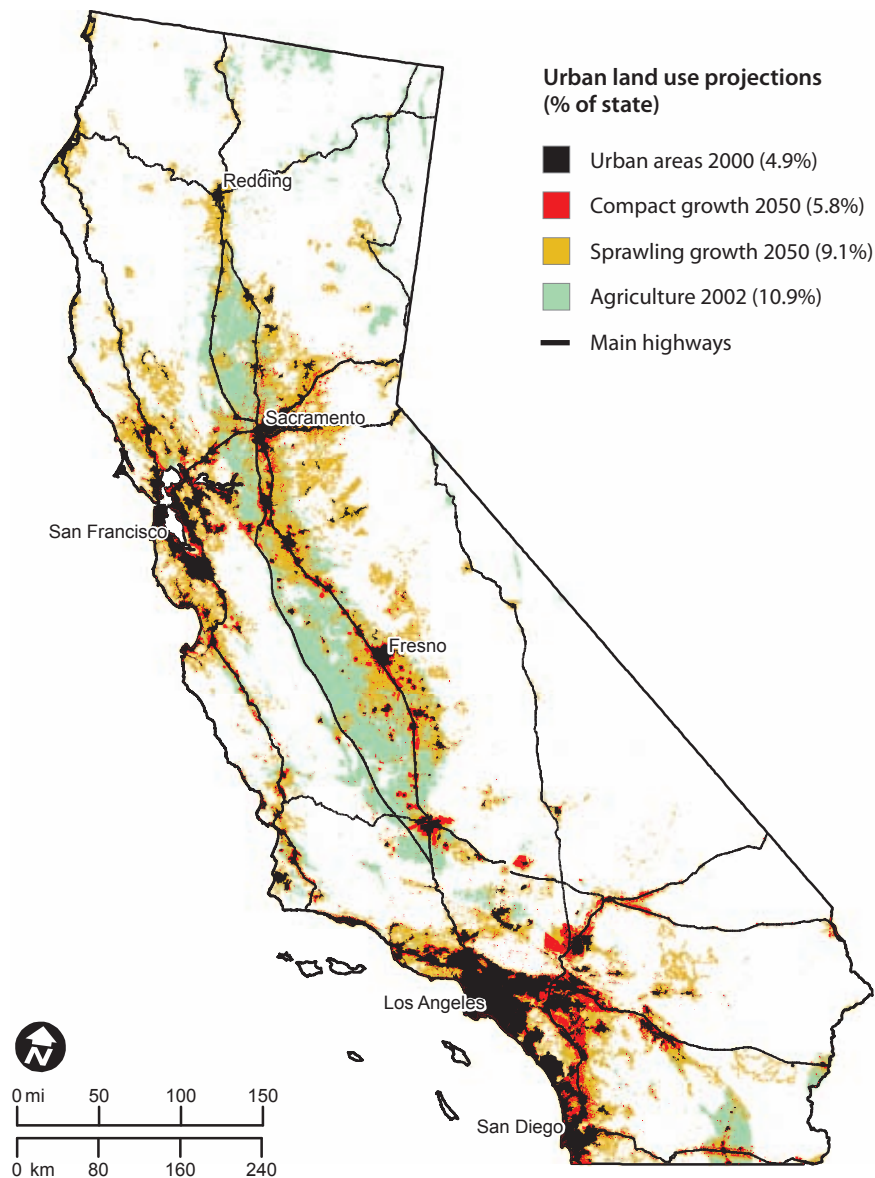 Urban land use projections
(% of state)
Urban areas 2000 (4.9%)
Compact growth 2050 (5.8%)
Sprawling growth 2050 (9.1%)
Agriculture 2002 (10.9%)
Main highways
Redding
Sacramento
San Francisco
Fresno
Los Angeles
San Diego
N
0 mi 50 100 150
0 km 80 160 240